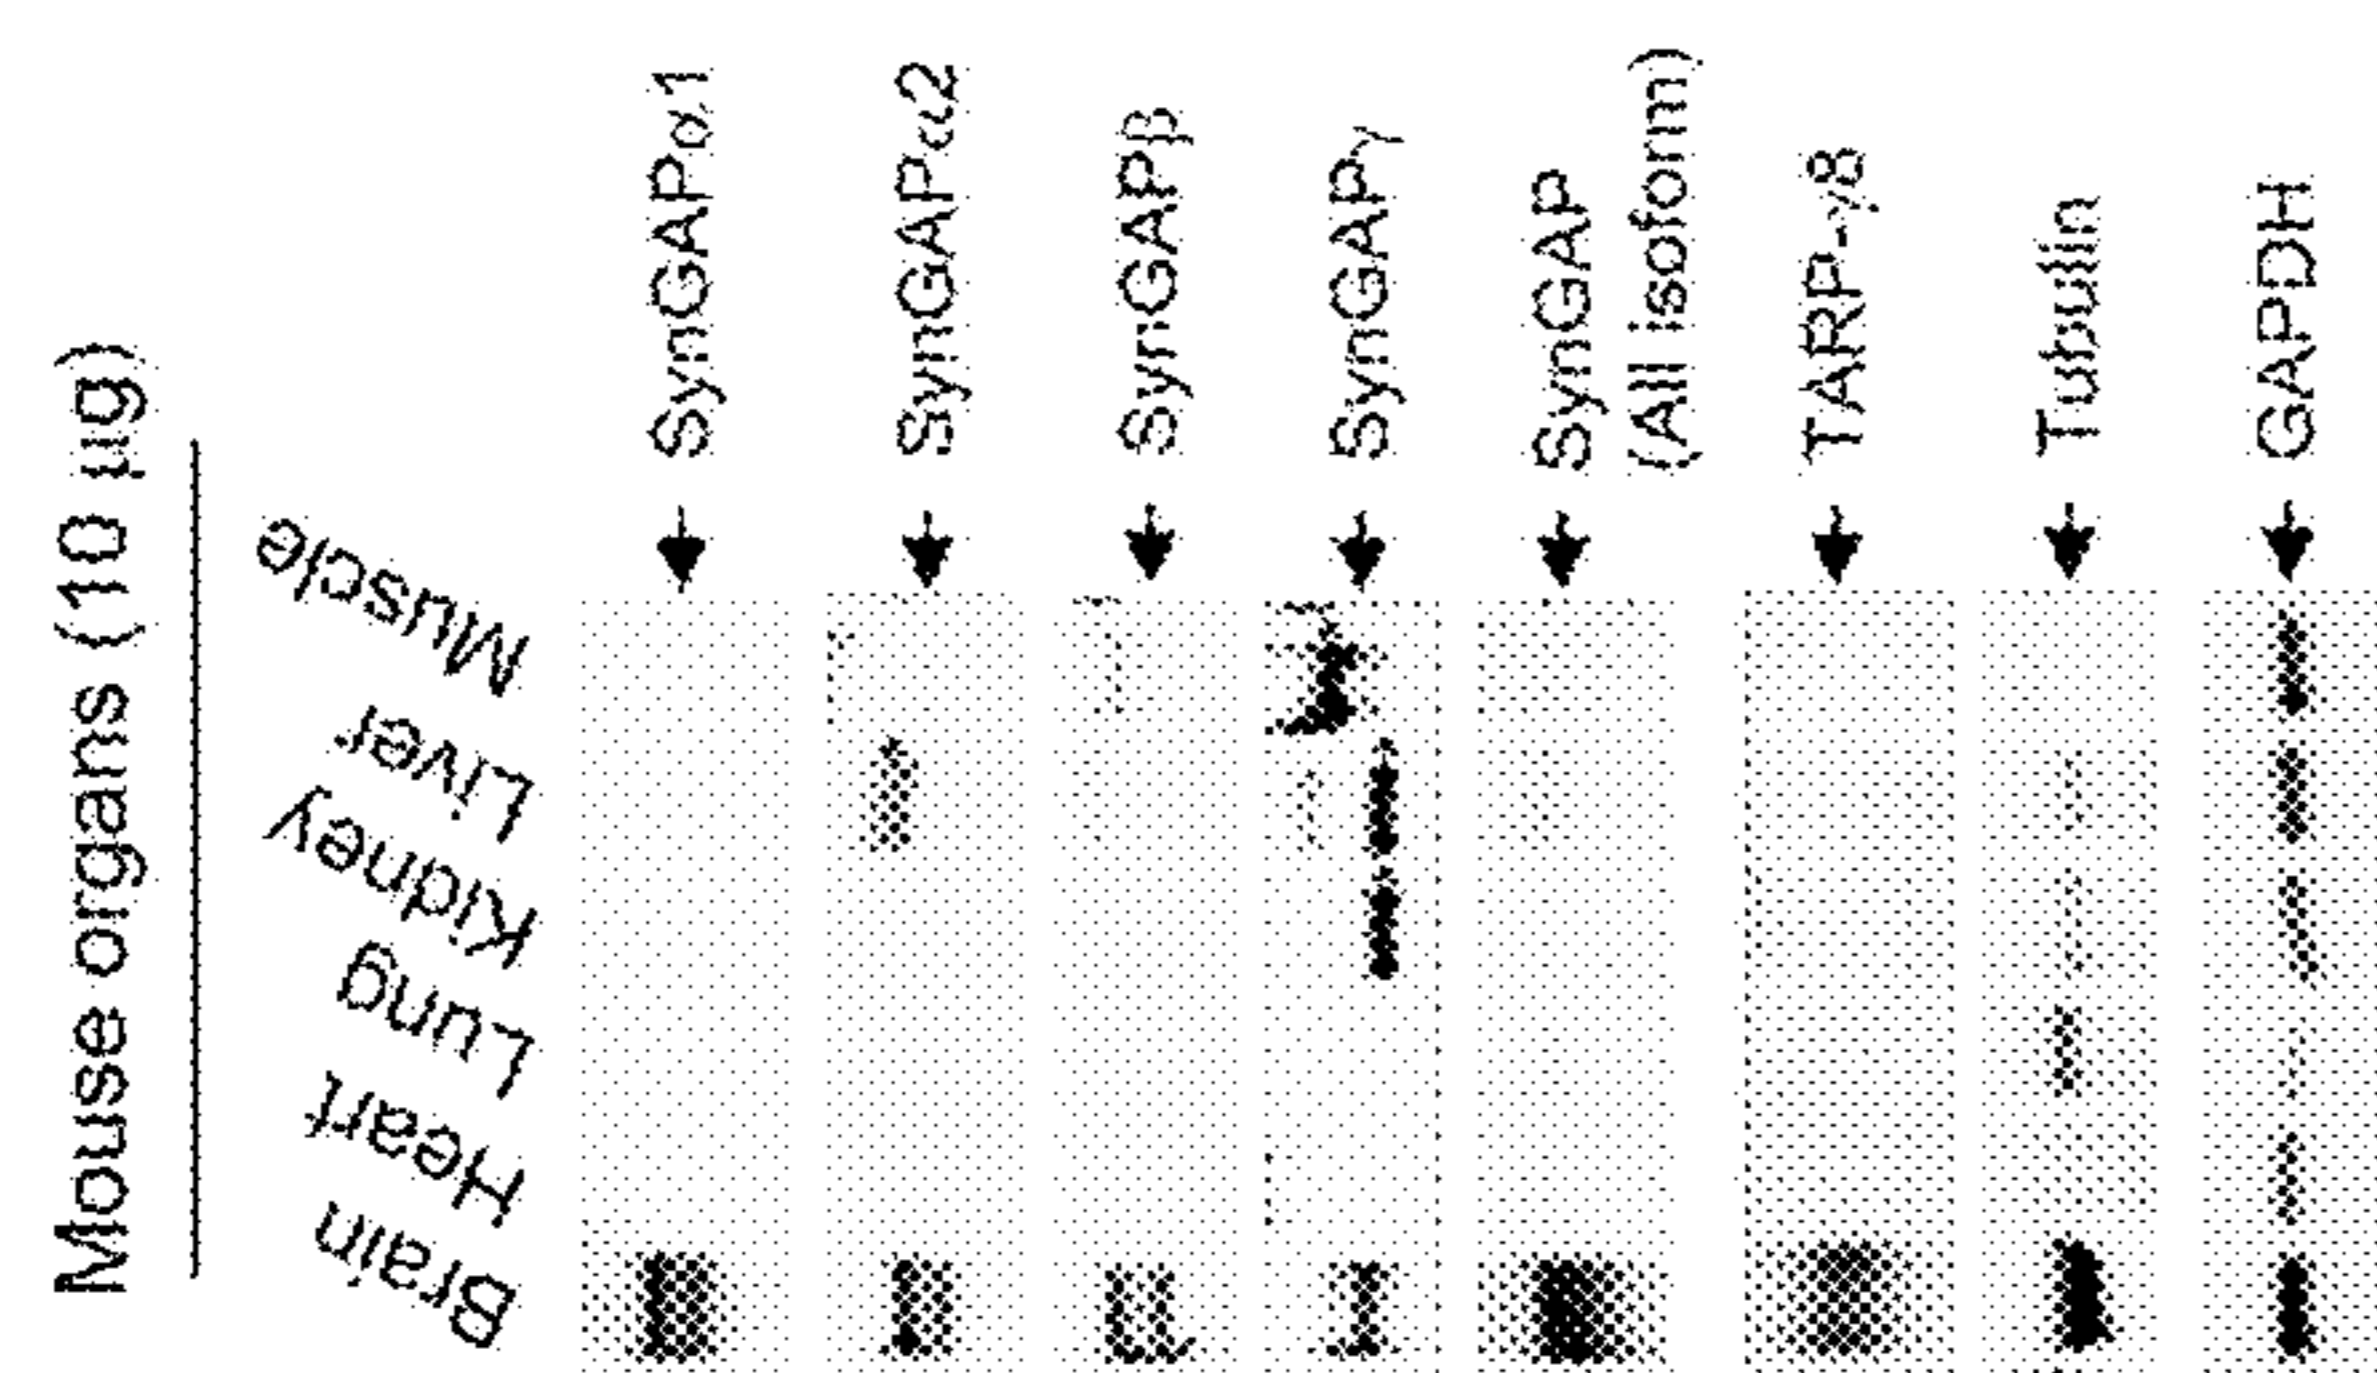 Mouse organs (10 µg)
Brain
Heart
Lung
Kidney
Liver
Muscle
SynGAPα1
SynGAPα2
SynGAPβ
SynGAPγ
SynGAP
(All isoform)
TARP-γ8
Tubulin
GAPDH